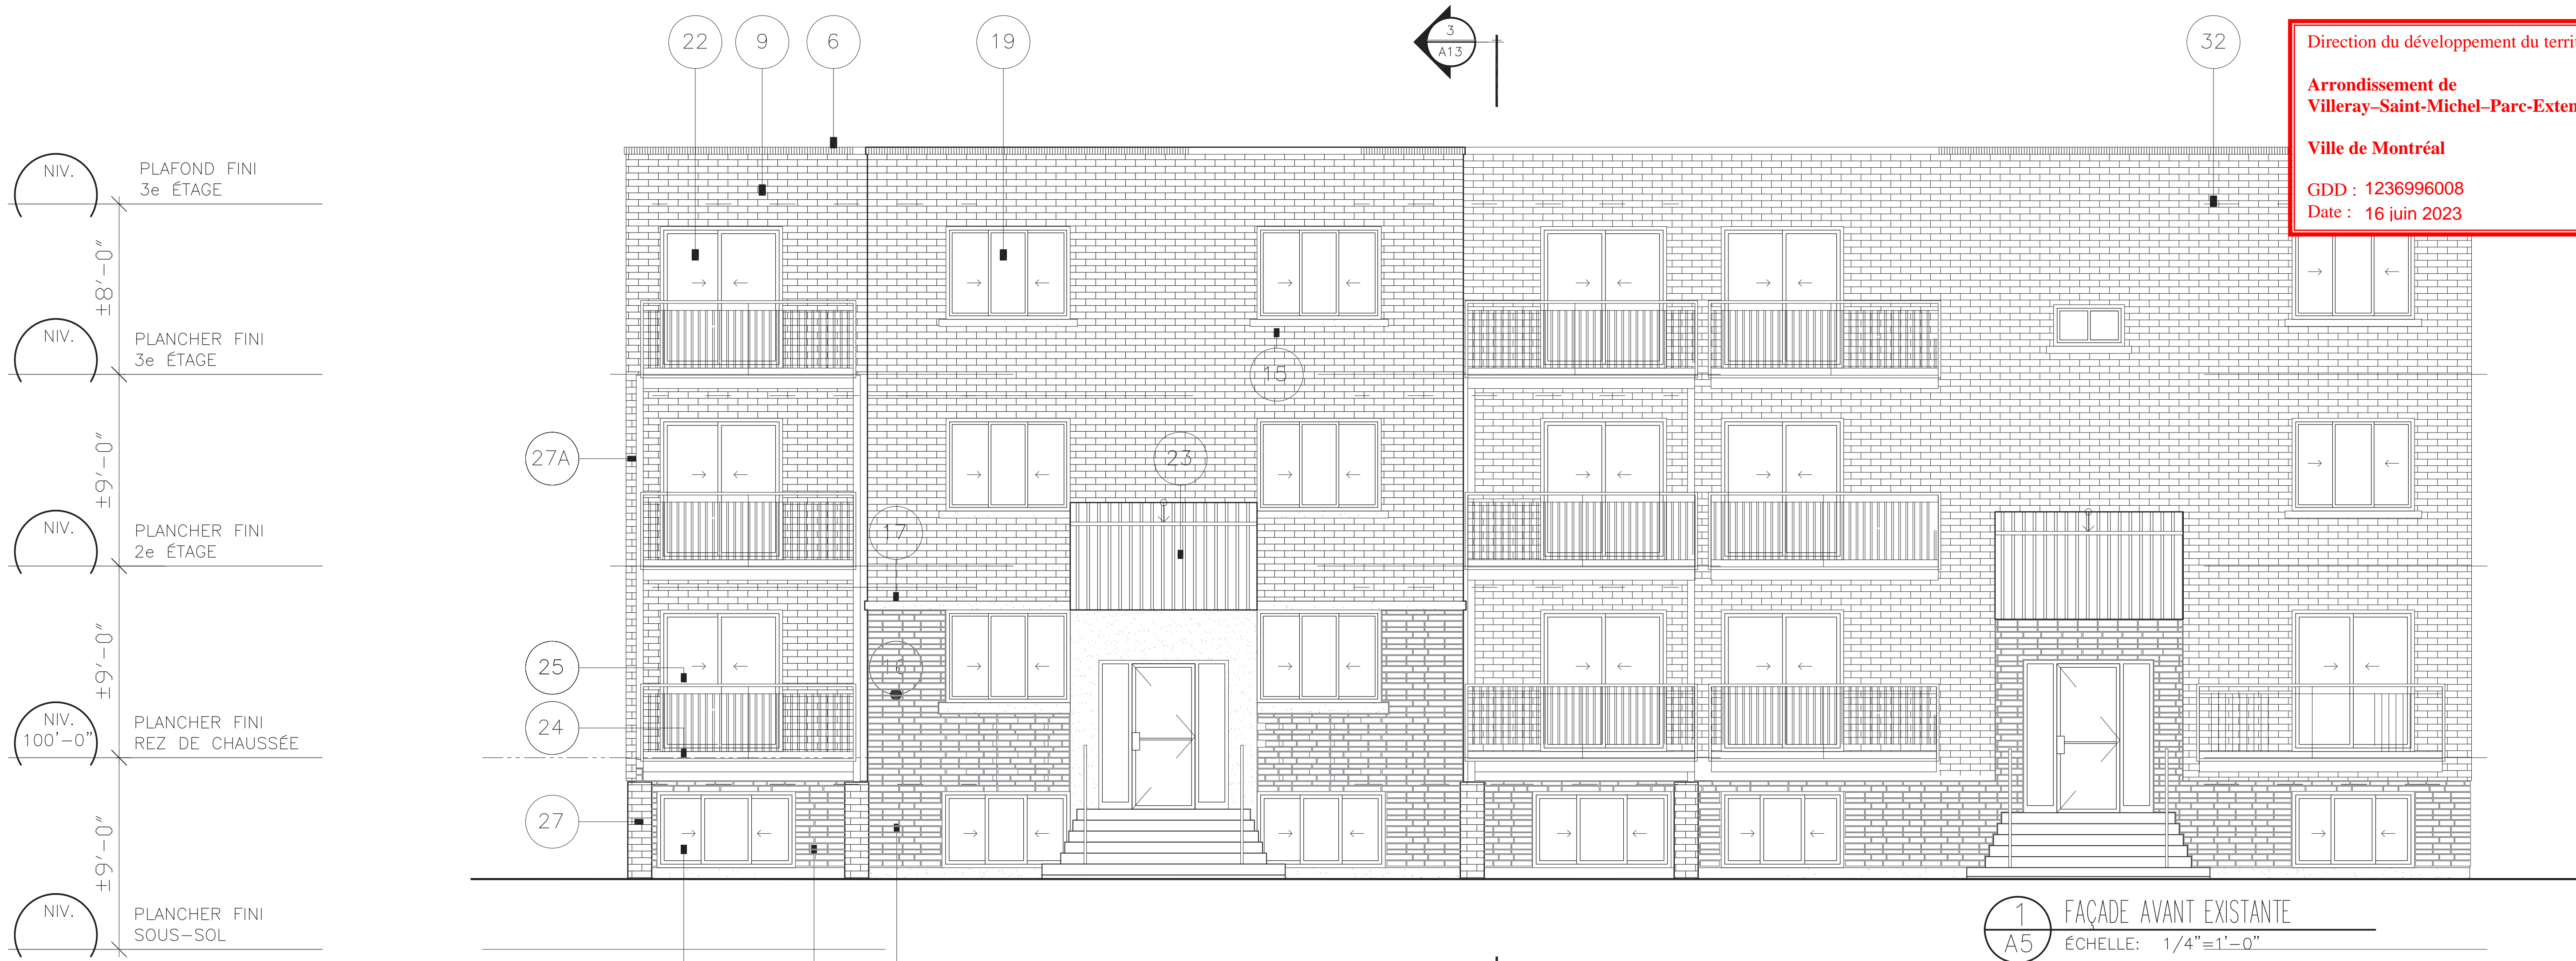 22
9
6
19
3
A13
32
Direction du développement du terri
Arrondissement de
Villeray–Saint-Michel–Parc-Exten
Ville de Montréal
GDD : 1236996008
Date : 16 juin 2023
NIV.
PLAFOND FINI
3e ÉTAGE
±8'-0"
NIV.
PLANCHER FINI
3e ÉTAGE
15
±9'-0"
27A
23
NIV.
PLANCHER FINI
2e ÉTAGE
17
±9'-0"
25
16
24
NIV.
100'-0"
PLANCHER FINI
REZ DE CHAUSSÉE
27
±9'-0"
NIV.
PLANCHER FINI
SOUS-SOL
1
A5
FAÇADE AVANT EXISTANTE
ÉCHELLE: 1/4"=1'-0"